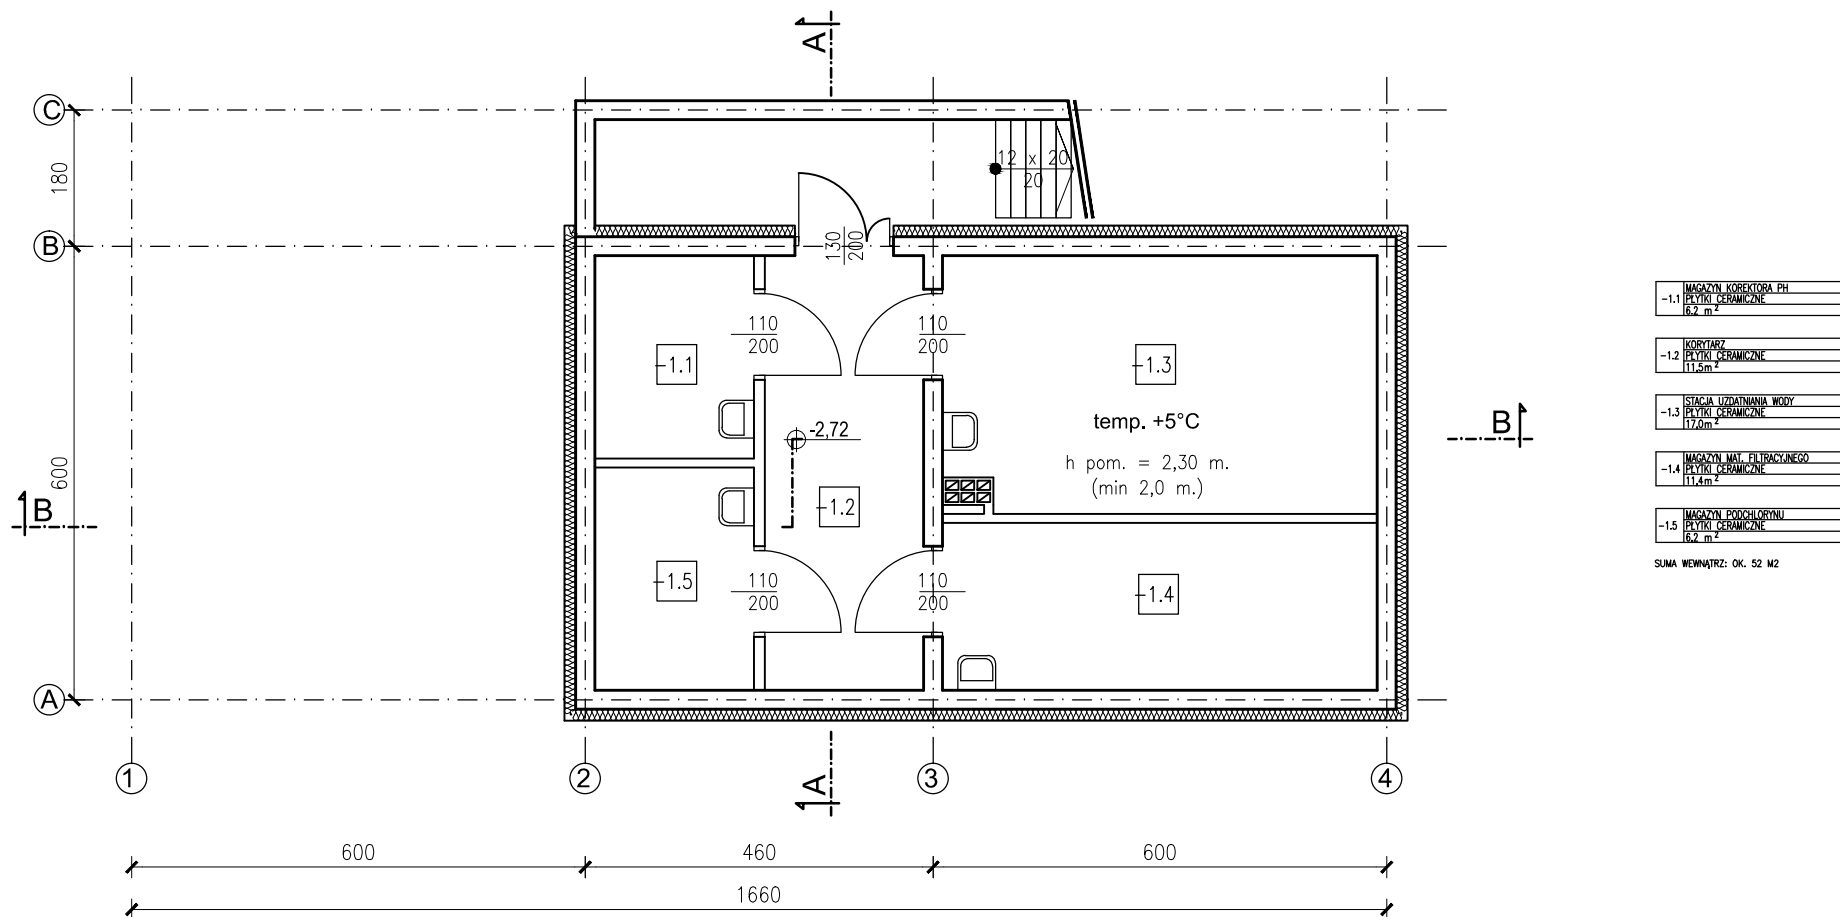 A
C
180
12 x 20
20
B
130
200
110
200
110
200
-1.1
-1.3
temp. +5°C
-2,72
h pom. = 2,30 m.
(min 2,0 m.)
B
600
B
-1.2
-1.5
110
200
110
200
-1.4
A
1
2
3
4
A
600
460
600
1660
-1.1
MAGAZYN KOREKTORA PH
PŁYTKI CERAMICZNE
6.2 m²
-1.2
KORYTARZ
PŁYTKI CERAMICZNE
11,5m²
-1.3
STACJA UZDATNIANIA WODY
PŁYTKI CERAMICZNE
17,0m²
-1.4
MAGAZYN MAT. FILTRACYJNEGO
PŁYTKI CERAMICZNE
11,4m²
-1.5
MAGAZYN PODCHLORYNU
PŁYTKI CERAMICZNE
6.2 m²
SUMA WEWNĄTRZ: OK. 52 M2